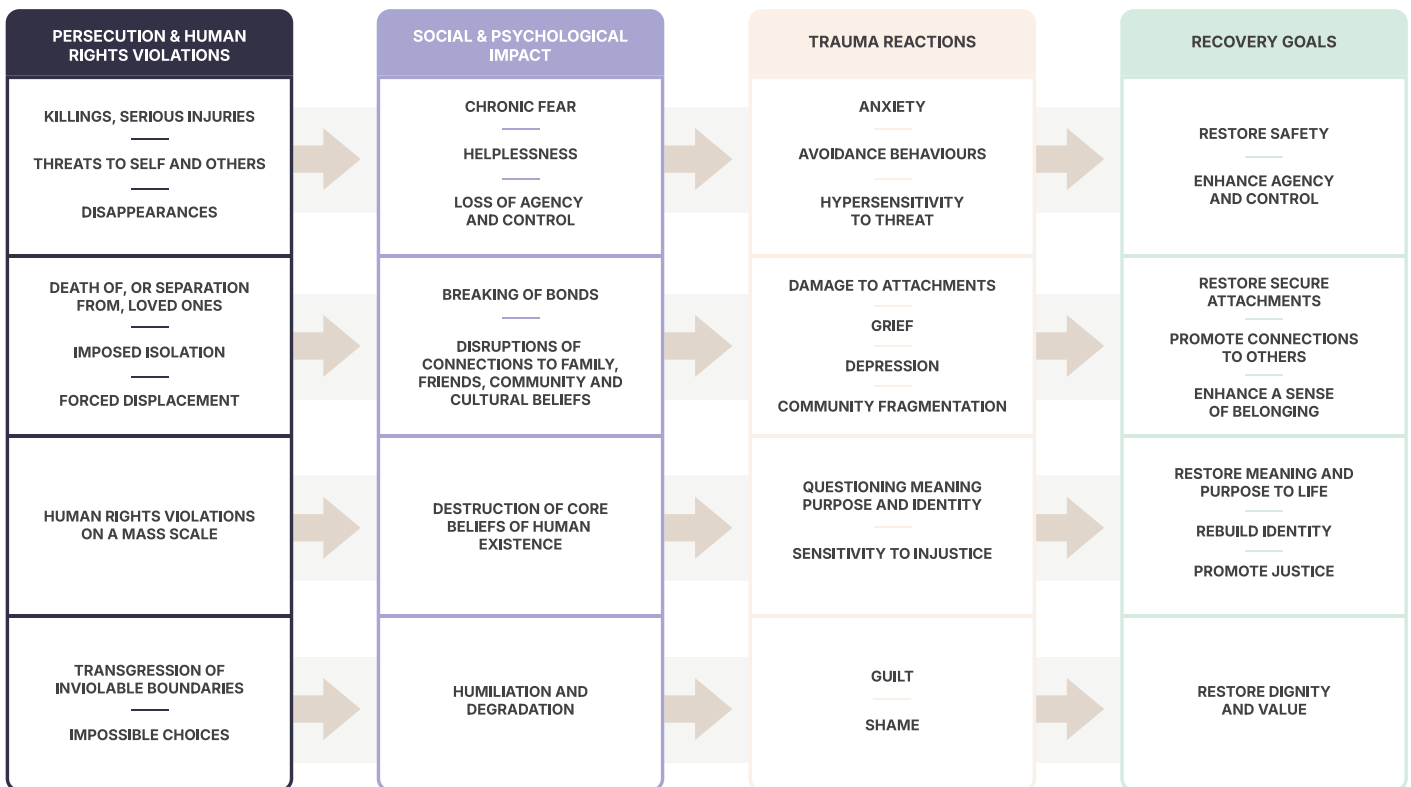 PERSECUTION & HUMAN
RIGHTS VIOLATIONS
SOCIAL & PSYCHOLOGICAL
IMPACT
TRAUMA REACTIONS
RECOVERY GOALS
KILLINGS, SERIOUS INJURIES
THREATS TO SELF AND OTHERS
DISAPPEARANCES
CHRONIC FEAR
HELPLESSNESS
LOSS OF AGENCY
AND CONTROL
ANXIETY
AVOIDANCE BEHAVIOURS
HYPERSENSITIVITY
TO THREAT
RESTORE SAFETY
ENHANCE AGENCY
AND CONTROL
DEATH OF, OR SEPARATION
FROM, LOVED ONES
IMPOSED ISOLATION
FORCED DISPLACEMENT
BREAKING OF BONDS
DISRUPTIONS OF
CONNECTIONS TO FAMILY,
FRIENDS, COMMUNITY AND
CULTURAL BELIEFS
DAMAGE TO ATTACHMENTS
GRIEF
DEPRESSION
COMMUNITY FRAGMENTATION
RESTORE SECURE
ATTACHMENTS
PROMOTE CONNECTIONS
TO OTHERS
ENHANCE A SENSE
OF BELONGING
HUMAN RIGHTS VIOLATIONS
ON A MASS SCALE
DESTRUCTION OF CORE
BELIEFS OF HUMAN
EXISTENCE
QUESTIONING MEANING
PURPOSE AND IDENTITY
SENSITIVITY TO INJUSTICE
RESTORE MEANING AND
PURPOSE TO LIFE
REBUILD IDENTITY
PROMOTE JUSTICE
TRANSGRESSION OF
INVIOLABLE BOUNDARIES
IMPOSSIBLE CHOICES
HUMILIATION AND
DEGRADATION
GUILT
SHAME
RESTORE DIGNITY
AND VALUE